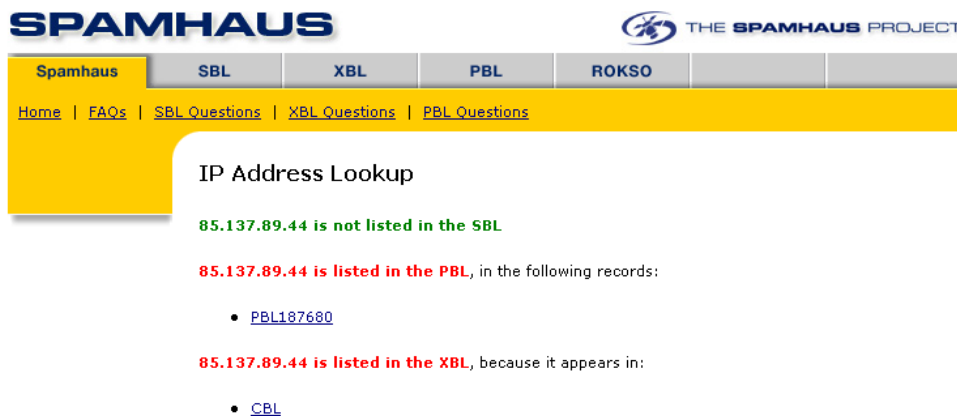 SPAMHAUS
THE SPAMHAUS PROJECT
Spamhaus SBL XBL PBL ROKSO
Home | FAQs | SBL Questions | XBL Questions | PBL Questions
IP Address Lookup
85.137.89.44 is not listed in the SBL
85.137.89.44 is listed in the PBL, in the following records:
• PBL187680
85.137.89.44 is listed in the XBL, because it appears in:
• CBL